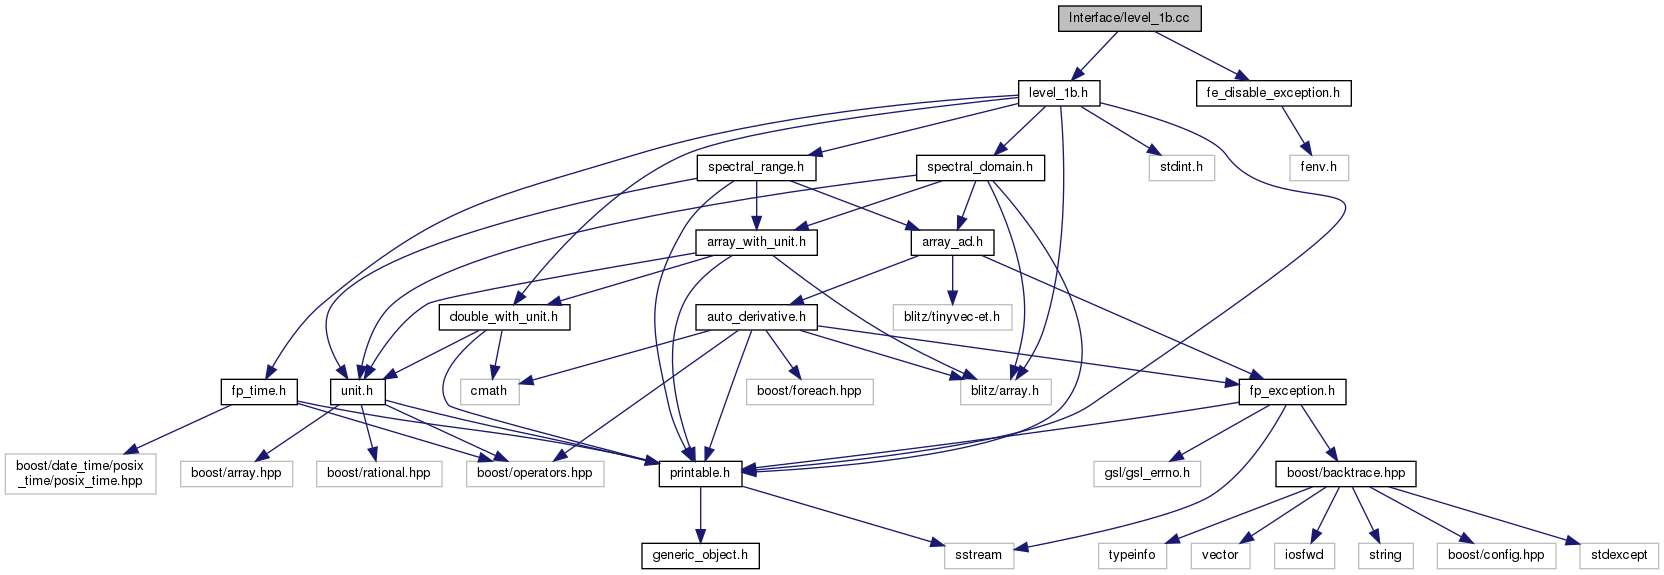 Interface/level_1b.cc
level_1b.h
fe_disable_exception.h
spectral_range.h
spectral_domain.h
stdint.h
fenv.h
array_with_unit.h
array_ad.h
double_with_unit.h
auto_derivative.h
blitz/tinyvec-et.h
fp_time.h
unit.h
cmath
boost/foreach.hpp
blitz/array.h
fp_exception.h
boost/date_time/posix
_time/posix_time.hpp
boost/array.hpp
boost/rational.hpp
boost/operators.hpp
printable.h
gsl/gsl_errno.h
boost/backtrace.hpp
generic_object.h
sstream
typeinfo
vector
iosfwd
string
boost/config.hpp
stdexcept